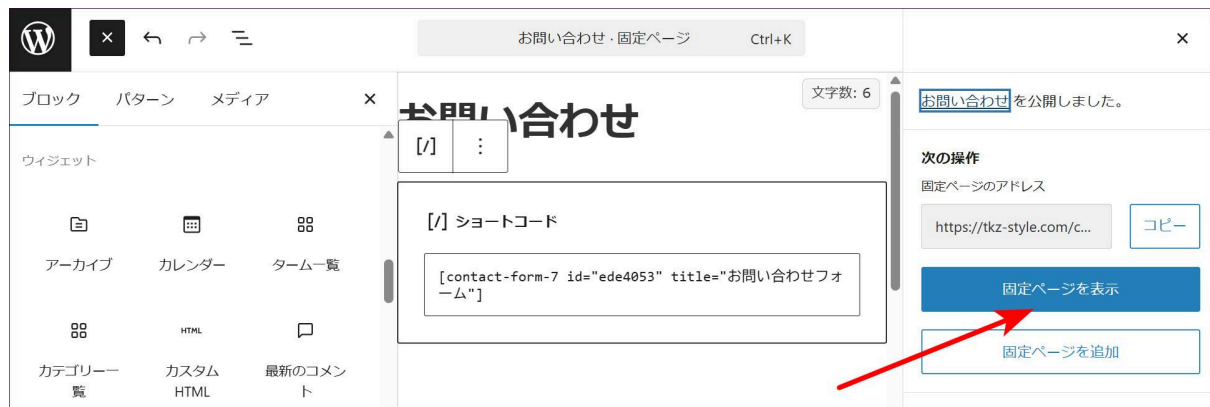 お問い合わせ · 固定ページ Ctrl+K
ブロック パターン メディア
ウィジェット
アーカイブ
カレンダー
ターム一覧
カテゴリー一
覧
HTML
カスタム
HTML
最新のコメン
ト
文字数: 6
お問い合わせ
[/]
[/] ショートコード
[contact-form-7 id="ede4053" title="お問い合わせフォ
ーム"]
お問い合わせ を公開しました。
次の操作
固定ページのアドレス
https://tkz-style.com/c... コピー
固定ページを表示
固定ページを追加